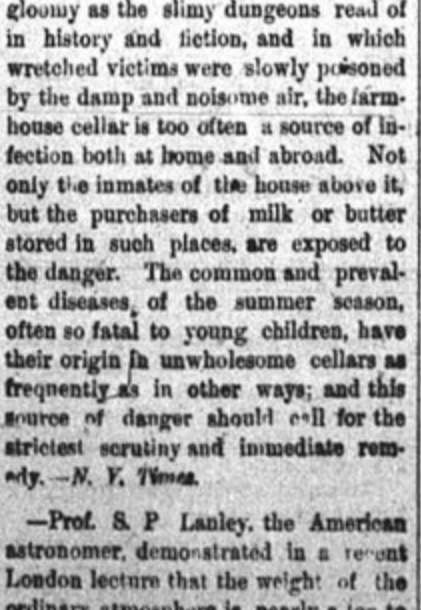 gloomy as the slimy dungeons read of
in history and fiction, and in which
wretched victims were slowly poisoned
by the damp and noisome air, the farm-
house cellar is too often a source of in-
fection both at home and abroad. Not
only the inmates of the house above it,
but the purchasers of milk or butter
stored in such places, are exposed to
the danger. The common and preval-
ent diseases, of the summer season,
often so fatal to young children, have
their origin in unwholesome cellars as
frequently as in other ways; and this
source of danger should call for the
strictest scrutiny and immediate rem-
edy.—N. Y. Times.
—Prof. S. P Lanley, the American
astronomer, demonstrated in a recent
London lecture that the weight of the
ordinary atmosphere is nearly